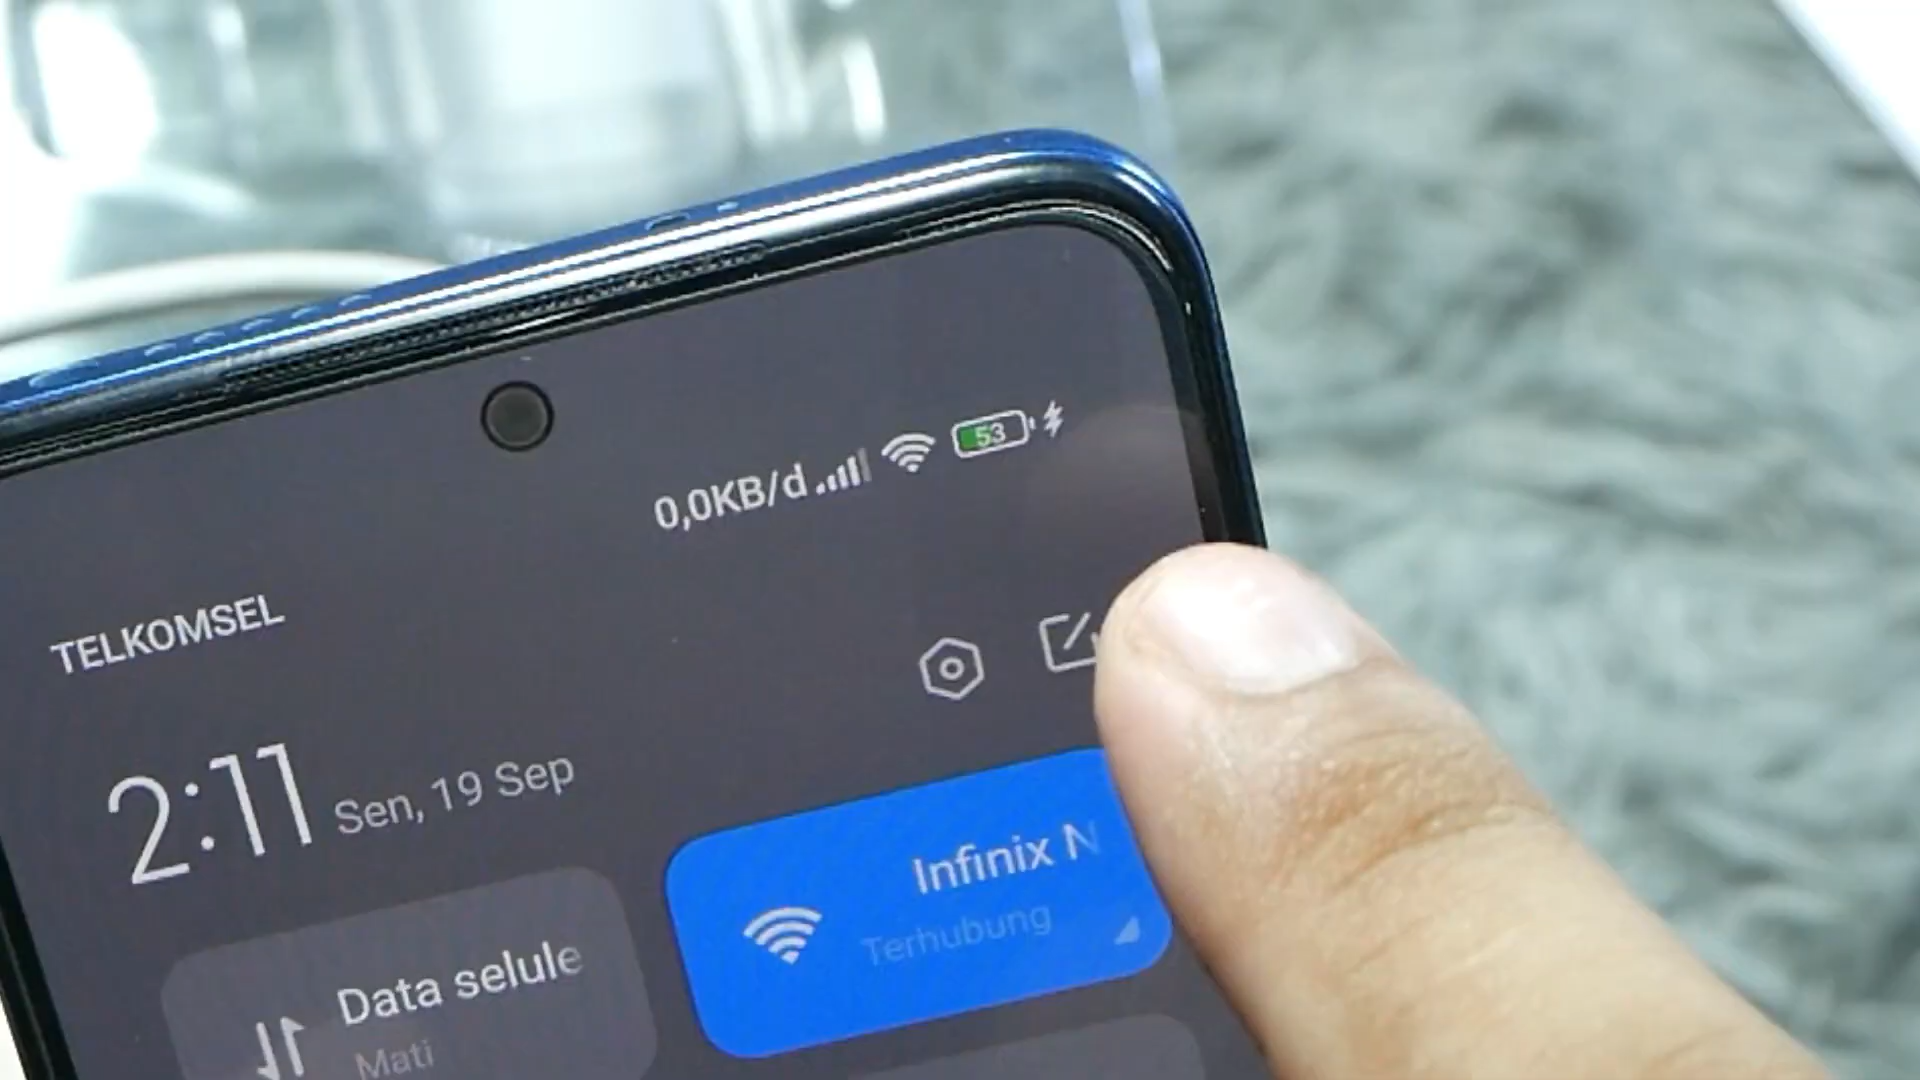 0,0KB/d 53
TELKOMSEL
2:11 Sen, 19 Sep
Infinix N
Terhubung
Data selule
Mati